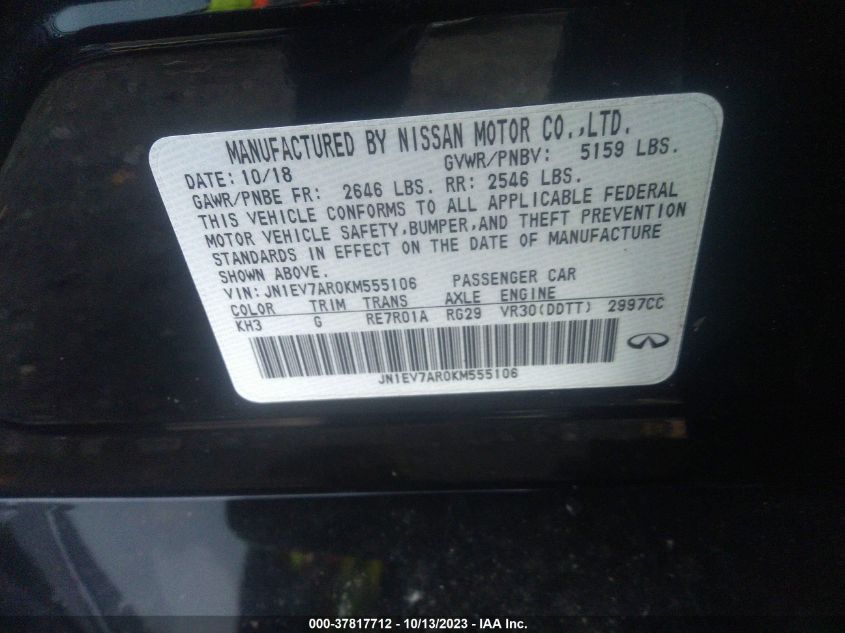 MANUFACTURED BY NISSAN MOTOR CO.,LTD.
DATE: 10/18 GVWR/PNBV: 5159 LBS.
GAWR/PNBE FR: 2646 LBS. RR: 2546 LBS.
THIS VEHICLE CONFORMS TO ALL APPLICABLE FEDERAL
MOTOR VEHICLE SAFETY,BUMPER,AND THEFT PREVENTION
STANDARDS IN EFFECT ON THE DATE OF MANUFACTURE
SHOWN ABOVE.
VIN: JN1EV7AR0KM555106 PASSENGER CAR
COLOR TRIM TRANS AXLE ENGINE
KH3 G RE7R01A RG29 VR30(DDTT) 2997CC
JN1EV7AR0KM555106
000-37817712 - 10/13/2023 - IAA Inc.